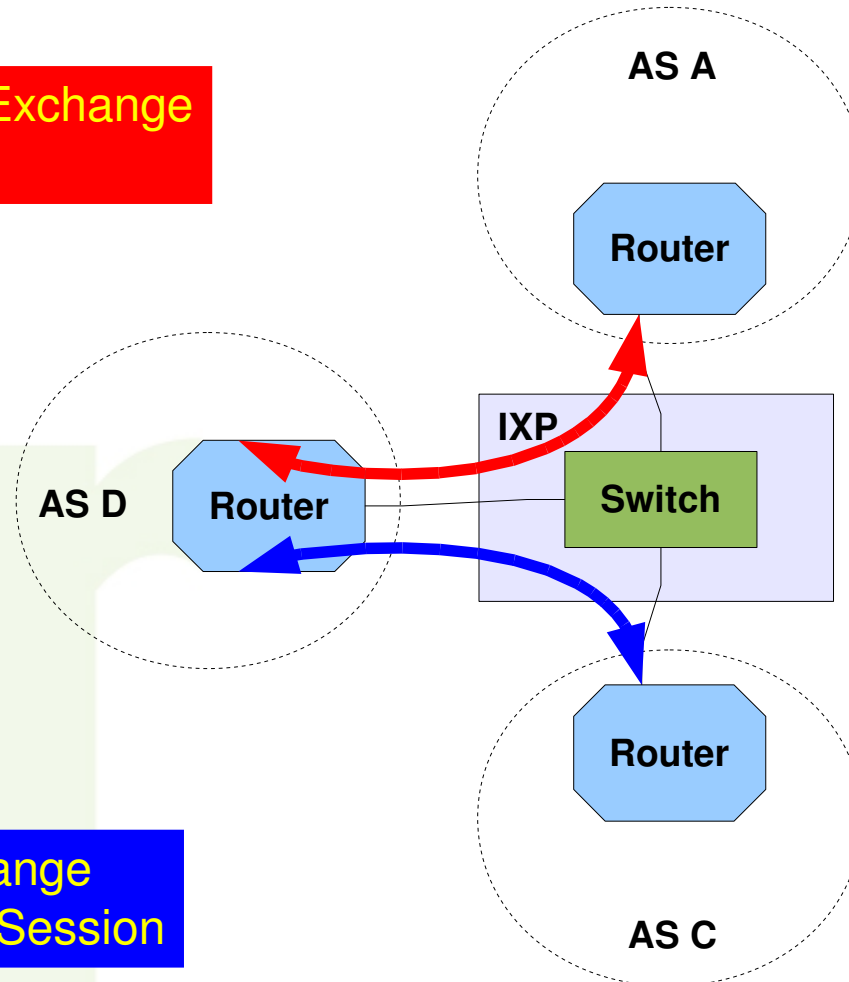 Exchange
AS A
Router
IXP
AS D
Router
Switch
Router
ange
Session
AS C